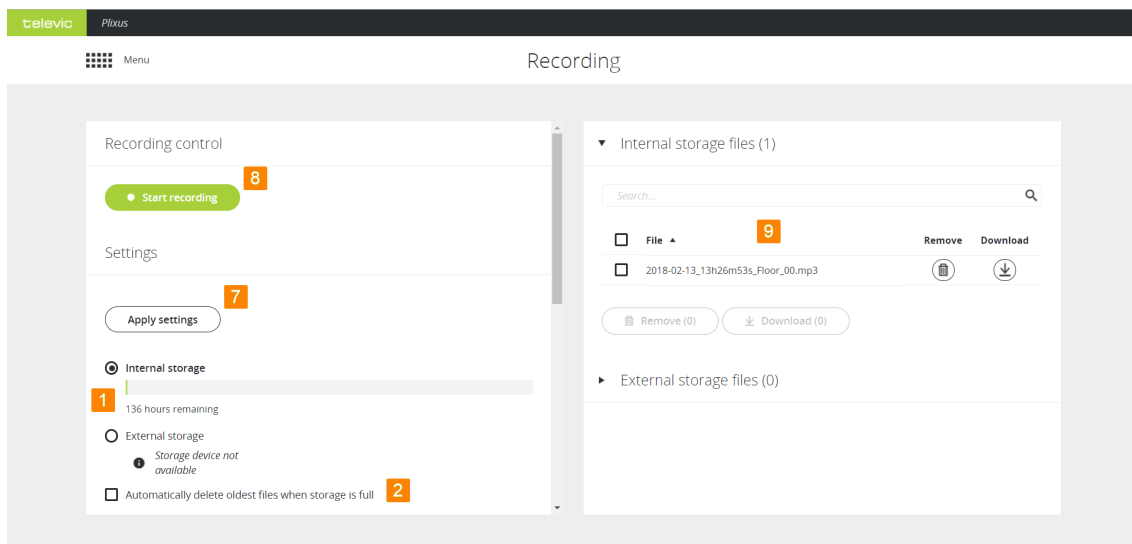 televic Plixus
Menu
Recording
Recording control
8
Start recording
Settings
7
Apply settings
Internal storage
1
136 hours remaining
External storage
Storage device not
available
Automatically delete oldest files when storage is full 2
Internal storage files (1)
Search...
9
File Remove Download
2018-02-13_13h26m53s_Floor_00.mp3
Remove (0) Download (0)
External storage files (0)